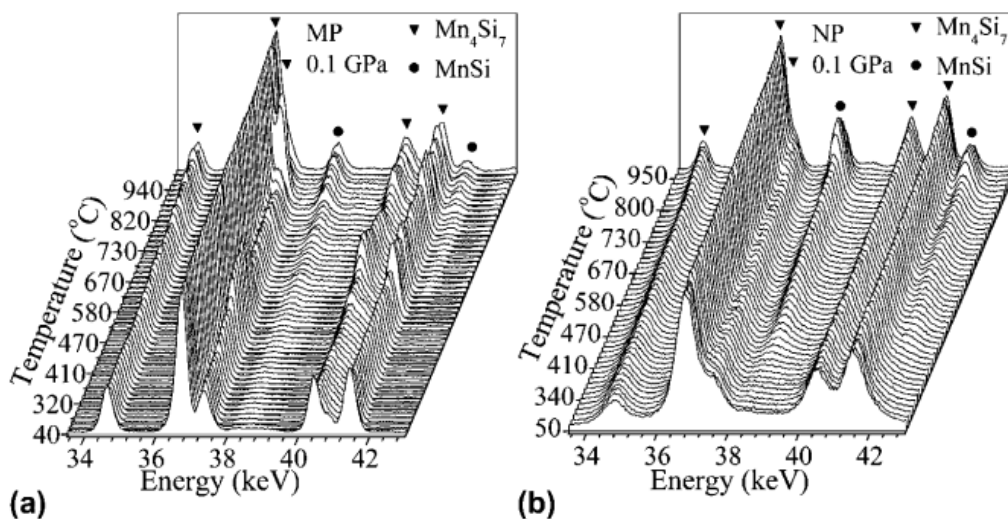 MP
0.1 GPa
▼ Mn₄Si₇
● MnSi
940
820
730
670
580
470
410
320
40
Temperature (°C)
34 36 38 40 42
Energy (keV)
(a)
NP
0.1 GPa
▼ Mn₄Si₇
● MnSi
950
800
730
670
580
470
410
340
50
Temperature (°C)
34 36 38 40 42
Energy (keV)
(b)